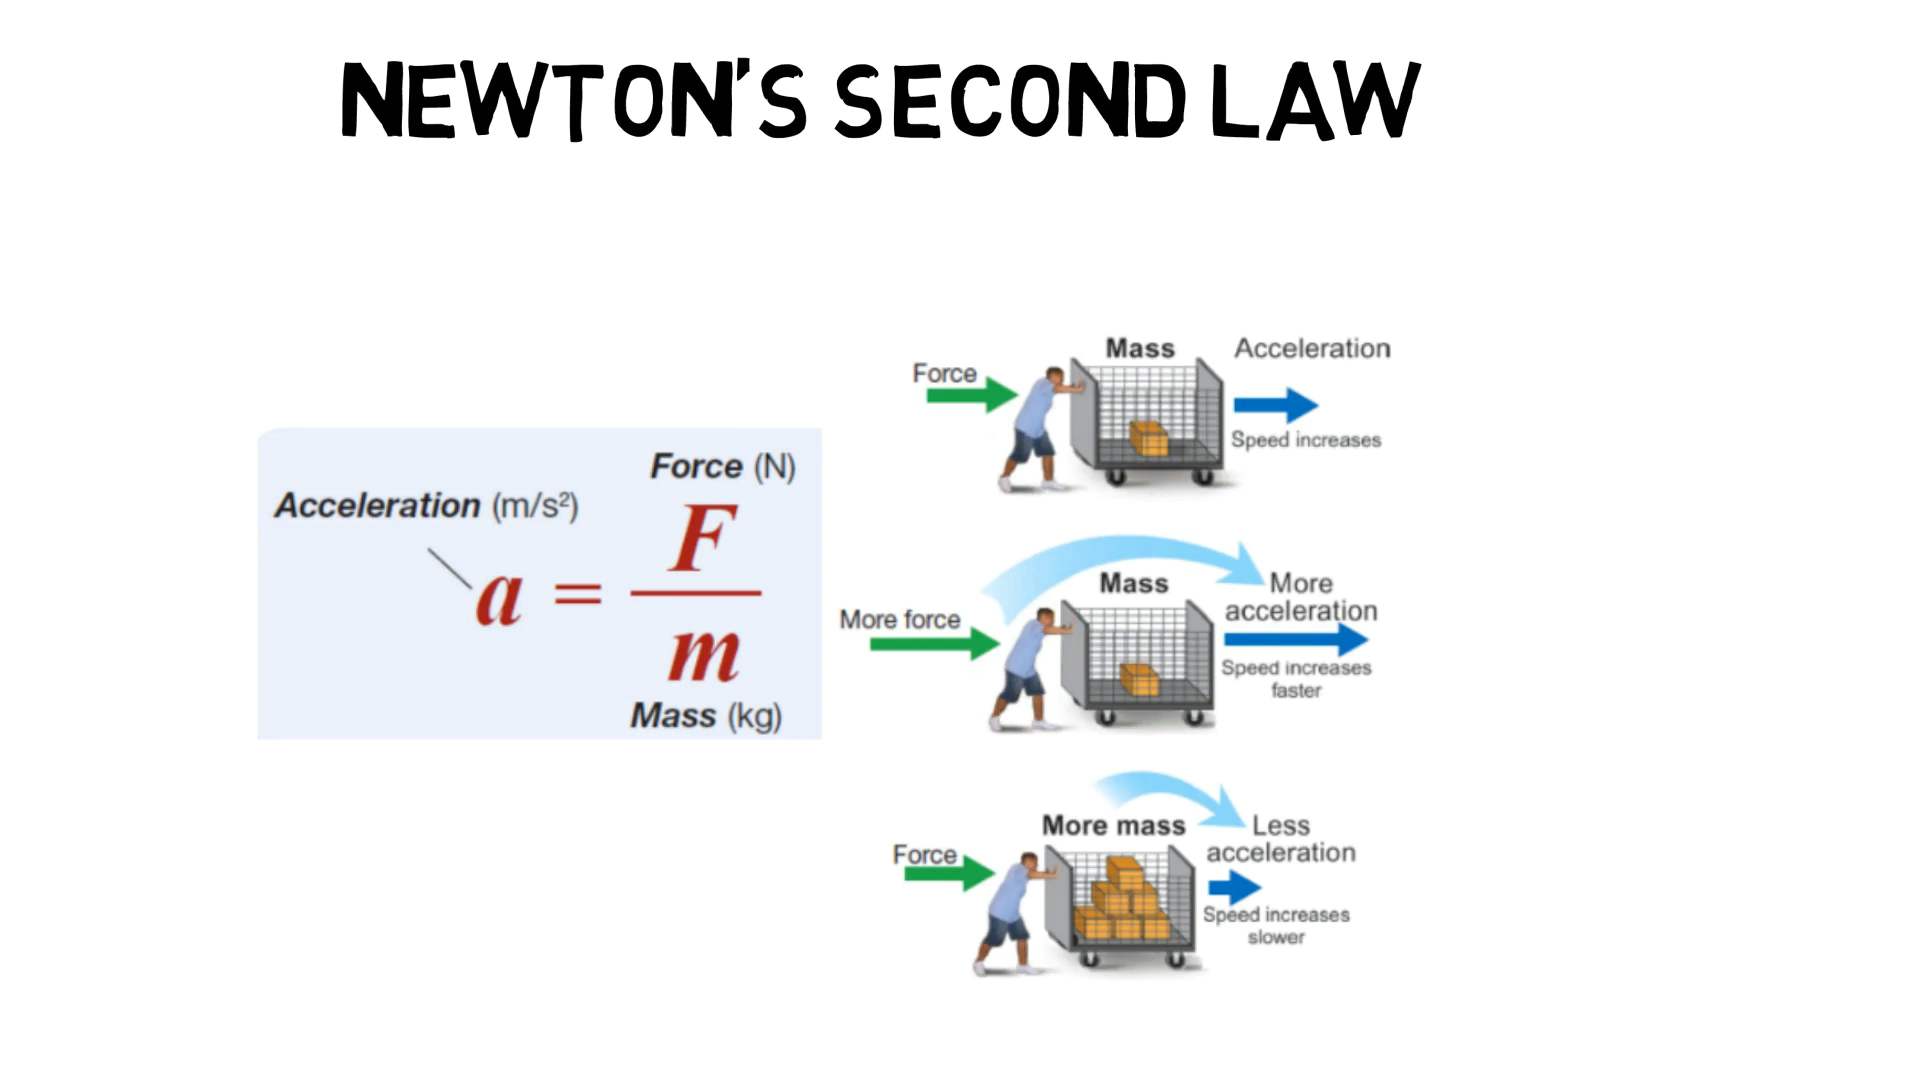 NEWTON'S SECOND LAW
Acceleration (m/s²)
Force (N)
a = F
m
Mass (kg)
Force
Mass
Acceleration
Speed increases
More force
Mass
More
acceleration
Speed increases
faster
Force
More mass
Less
acceleration
Speed increases
slower